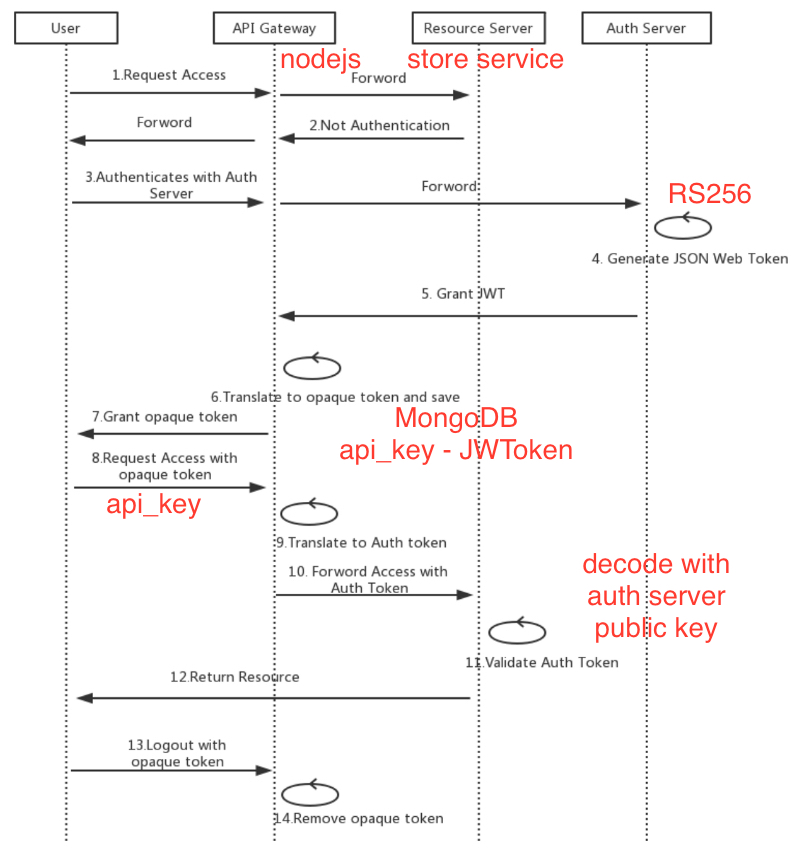 User
API Gateway
Resource Server
Auth Server
nodejs
store service
1.Request Access
Forword
Forword
2.Not Authentication
3.Authenticates with Auth
Server
Forword
RS256
4. Generate JSON Web Token
5. Grant JWT
6.Translate to opaque token and save
7.Grant opaque token
MongoDB
api_key - JWToken
8.Request Access with
opaque token
api_key
9.Translate to Auth token
10. Forword Access with
Auth Token
decode with
auth server
public key
11.Validate Auth Token
12.Return Resource
13.Logout with
opaque token
14.Remove opaque token